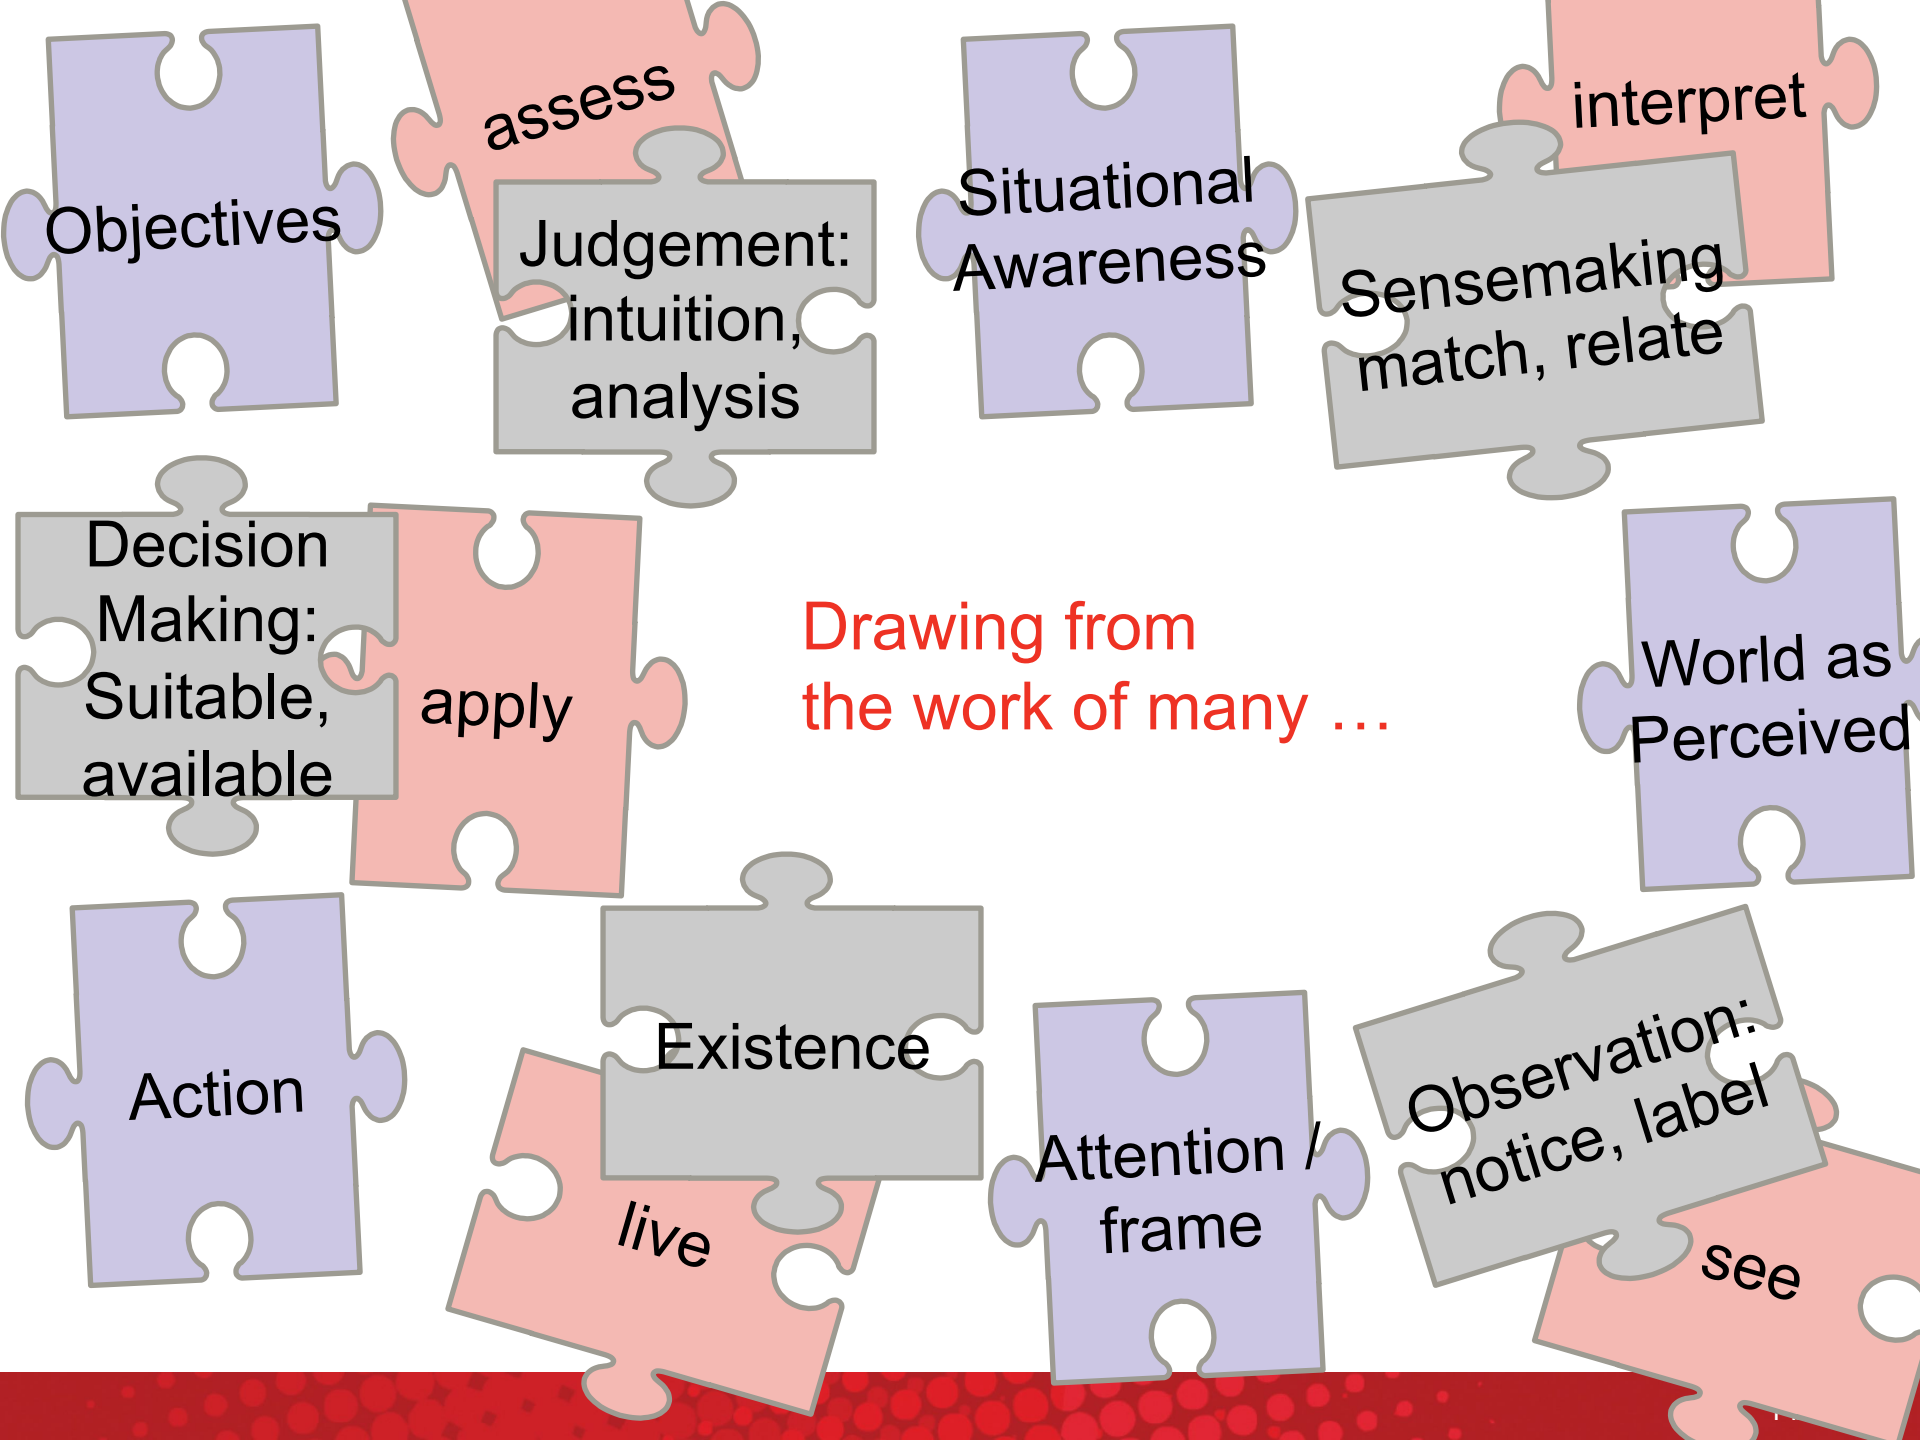 Objectives
assess
Judgement:
intuition,
analysis
Situational
Awareness
interpret
Sensemaking
match, relate
Decision
Making:
Suitable,
available
apply
Drawing from
the work of many …
World as
Perceived
Action
Existence
live
Attention /
frame
Observation:
notice, label
see